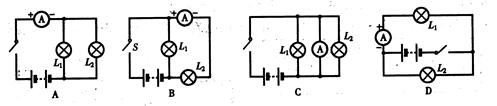 + A −
L₁
L₂
A
S
+ A −
L₁
L₂
B
L₁
A
L₂
C
L₁
+
A
−
L₂
D